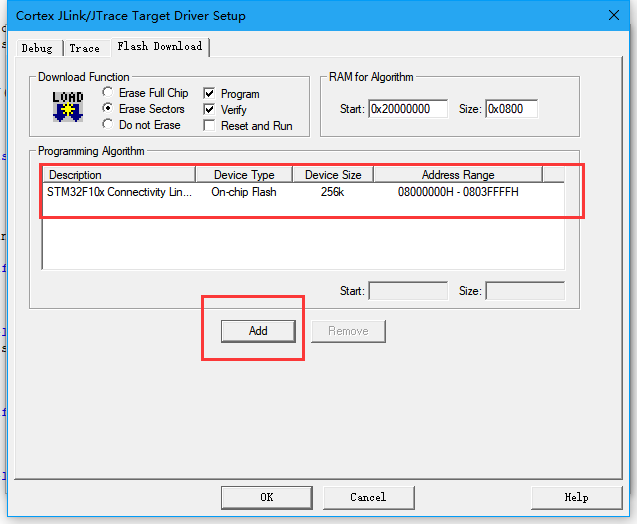 Cortex JLink/JTrace Target Driver Setup
Debug Trace Flash Download
Download Function
LOAD
Erase Full Chip
Erase Sectors
Do not Erase
Program
Verify
Reset and Run
RAM for Algorithm
Start: 0x20000000 Size: 0x0800
Programming Algorithm
Description Device Type Device Size Address Range
STM32F10x Connectivity Lin... On-chip Flash 256k 08000000H - 0803FFFFH
Start: Size:
Add Remove
OK Cancel Help